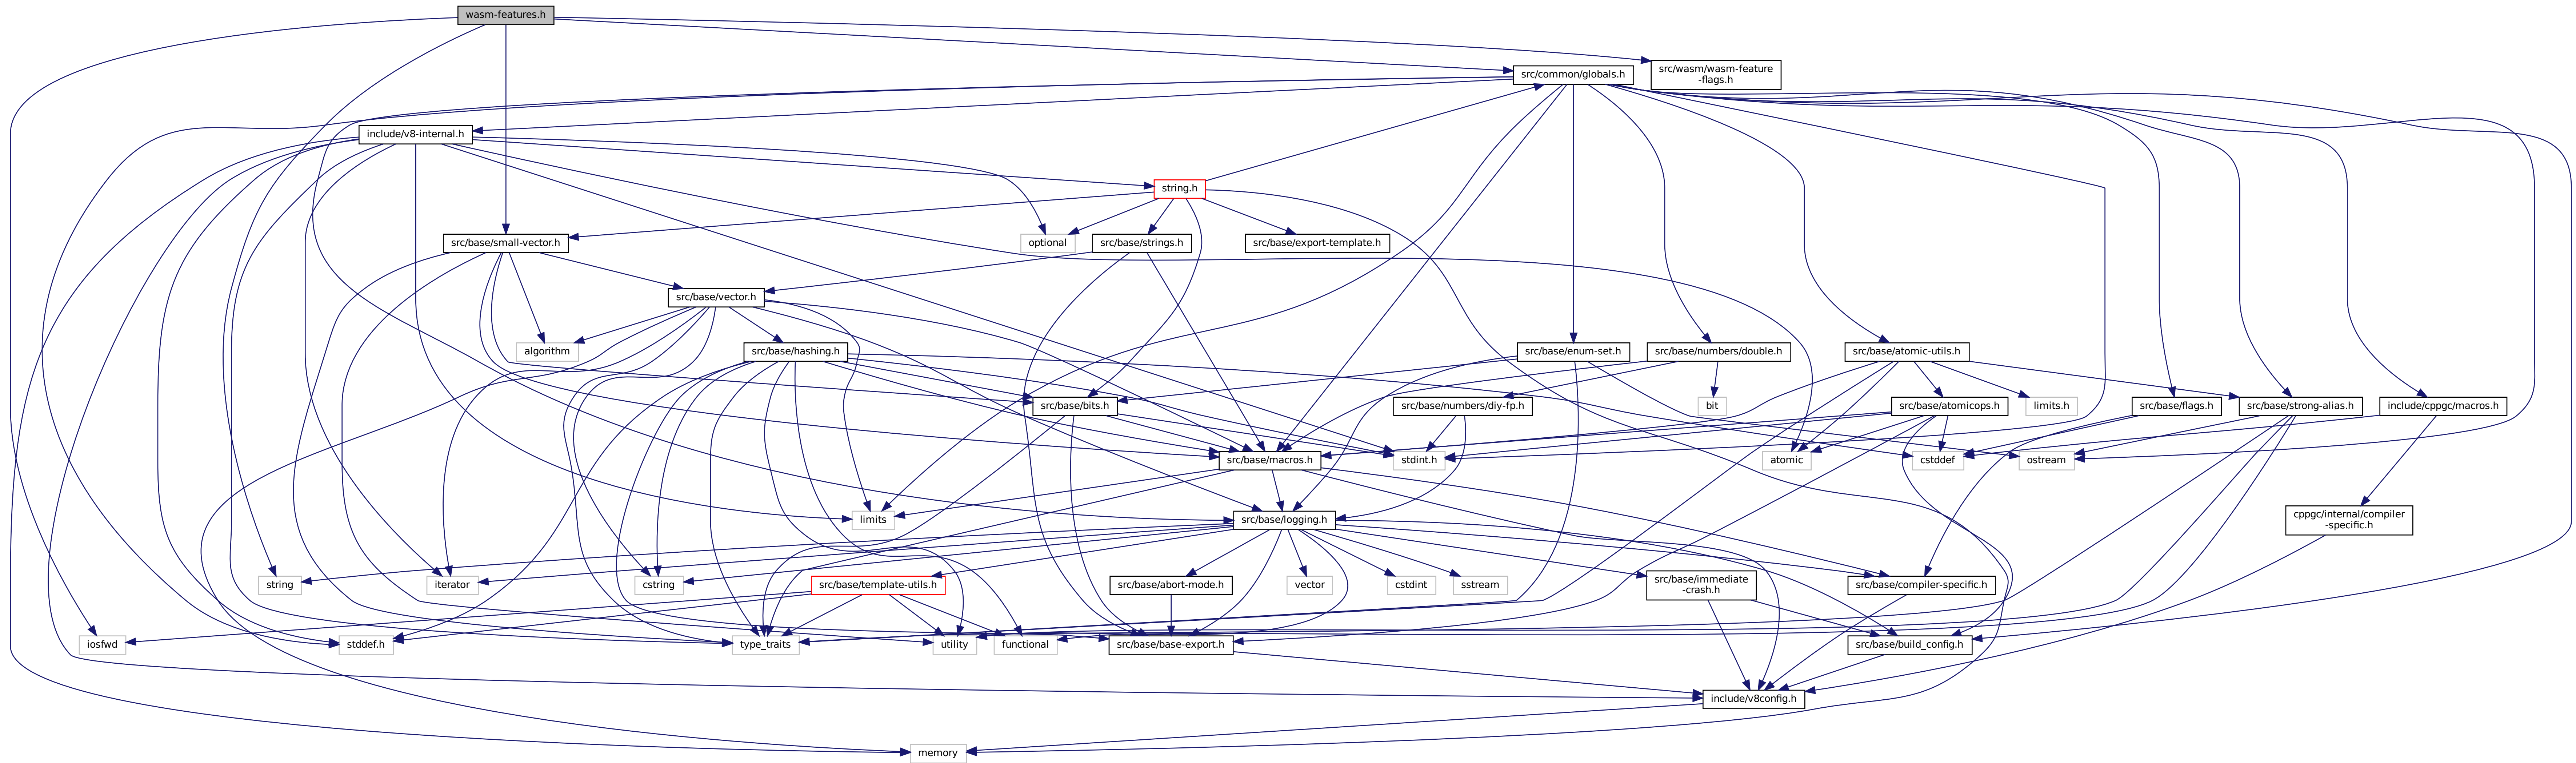 wasm-features.h
src/common/globals.h
src/wasm/wasm-feature
-flags.h
include/v8-internal.h
string.h
src/base/small-vector.h
optional
src/base/strings.h
src/base/export-template.h
src/base/vector.h
algorithm
src/base/hashing.h
src/base/enum-set.h
src/base/numbers/double.h
src/base/atomic-utils.h
src/base/bits.h
src/base/numbers/diy-fp.h
bit
src/base/atomicops.h
limits.h
src/base/flags.h
src/base/strong-alias.h
include/cppgc/macros.h
src/base/macros.h
stdint.h
atomic
cstddef
ostream
limits
src/base/logging.h
cppgc/internal/compiler
-specific.h
string
iterator
cstring
src/base/template-utils.h
src/base/abort-mode.h
vector
cstdint
sstream
src/base/immediate
-crash.h
src/base/compiler-specific.h
iosfwd
stddef.h
type_traits
utility
functional
src/base/base-export.h
src/base/build_config.h
include/v8config.h
memory